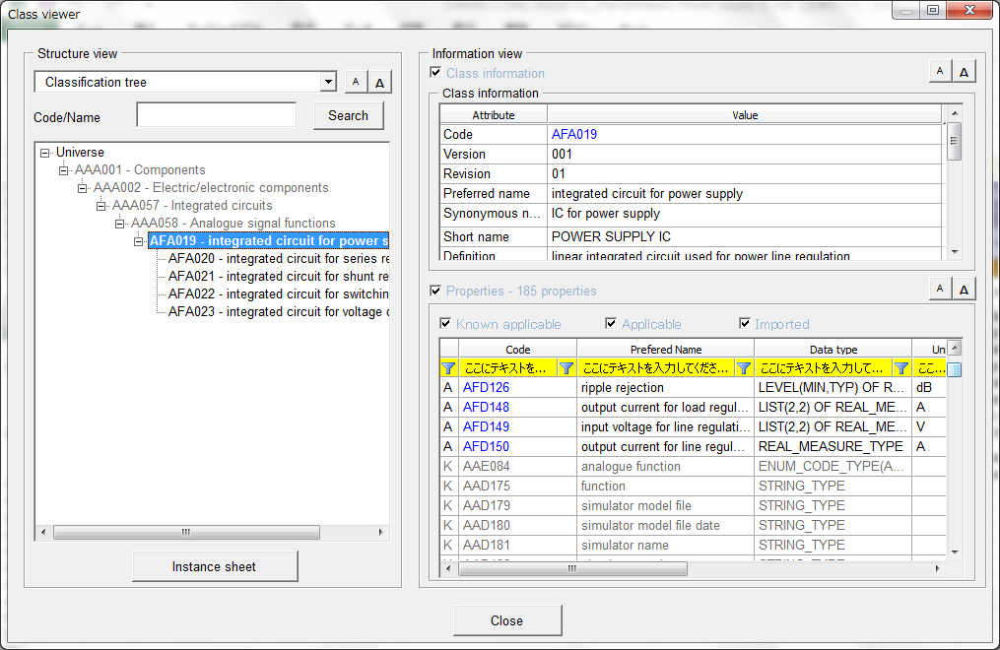 Class viewer
Structure view
Classification tree
A
A
Code/Name
Search
Universe
AAA001 - Components
AAA002 - Electric/electronic components
AAA057 - Integrated circuits
AAA058 - Analogue signal functions
AFA019 - integrated circuit for power s
AFA020 - integrated circuit for series re
AFA021 - integrated circuit for shunt re
AFA022 - integrated circuit for switchin
AFA023 - integrated circuit for voltage
Instance sheet
Information view
Class information
A
A
Class information
Attribute Value
Code AFA019
Version 001
Revision 01
Preferred name integrated circuit for power supply
Synonymous n... IC for power supply
Short name POWER SUPPLY IC
Definition linear integrated circuit used for power line regulation
Properties - 185 properties
A
A
Known applicable Applicable Imported
Code Prefered Name Data type Un
ここにテキストを... ここにテキストを入力してくださ... ここにテキストを入力して... ここ...
A AFD126 ripple rejection LEVEL(MIN,TYP) OF R... dB
A AFD148 output current for load regul... LIST(2,2) OF REAL_ME... A
A AFD149 input voltage for line regulati... LIST(2,2) OF REAL_ME... V
A AFD150 output current for line regul... REAL_MEASURE_TYPE A
K AAE084 analogue function ENUM_CODE_TYPE(A...
K AAD175 function STRING_TYPE
K AAD179 simulator model file STRING_TYPE
K AAD180 simulator model file date STRING_TYPE
K AAD181 simulator name STRING_TYPE
Close